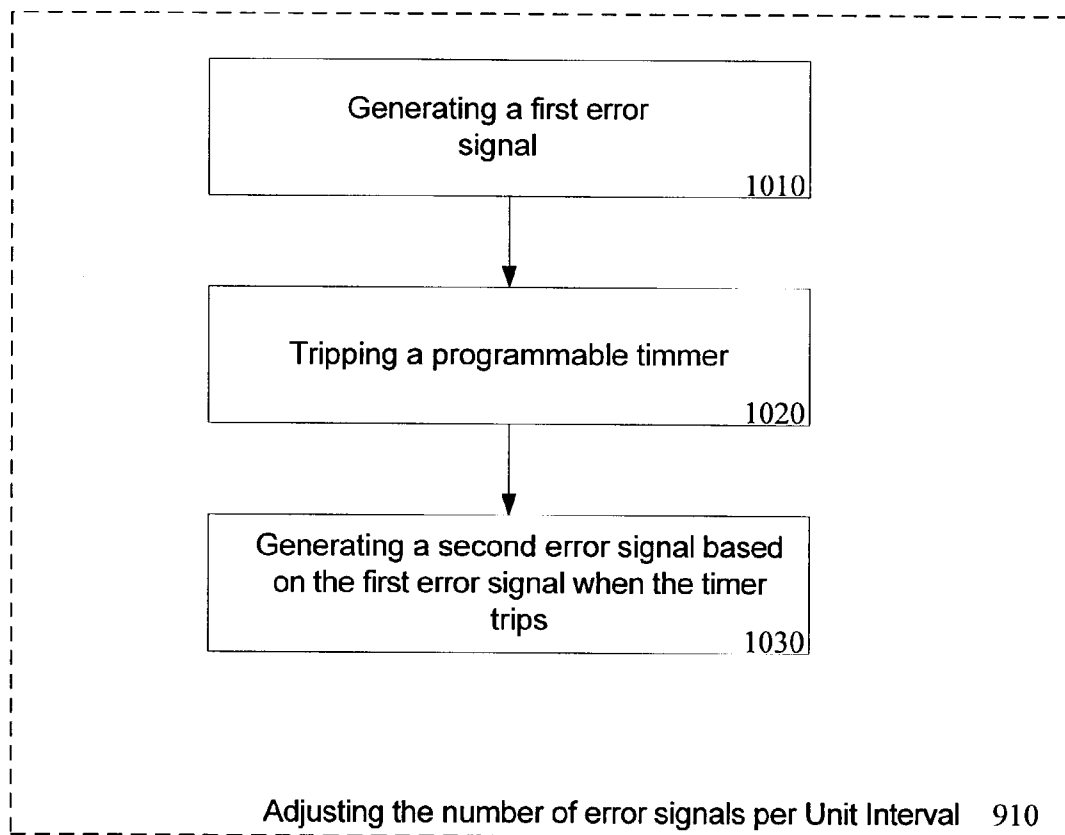 Generating a first error
signal
1010
Tripping a programmable timmer
1020
Generating a second error signal based
on the first error signal when the timer
trips
1030
Adjusting the number of error signals per Unit Interval 910